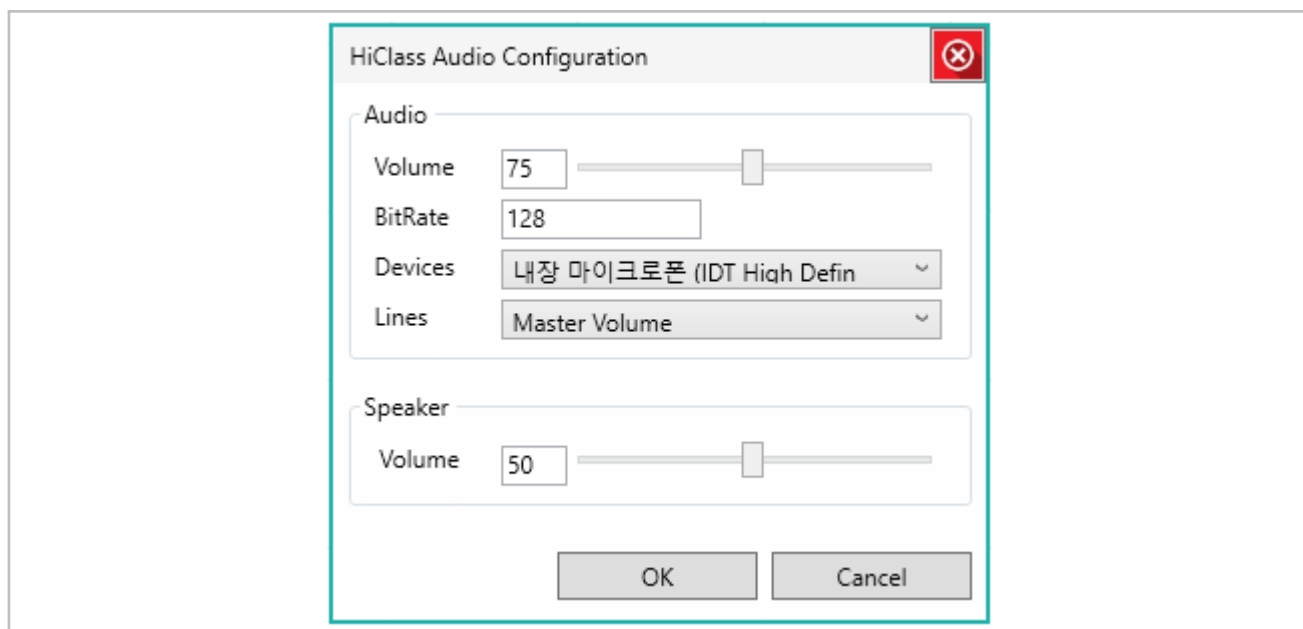 HiClass Audio Configuration
Audio
Volume 75
BitRate 128
Devices 내장 마이크로폰 (IDT High Defin
Lines Master Volume
Speaker
Volume 50
OK Cancel